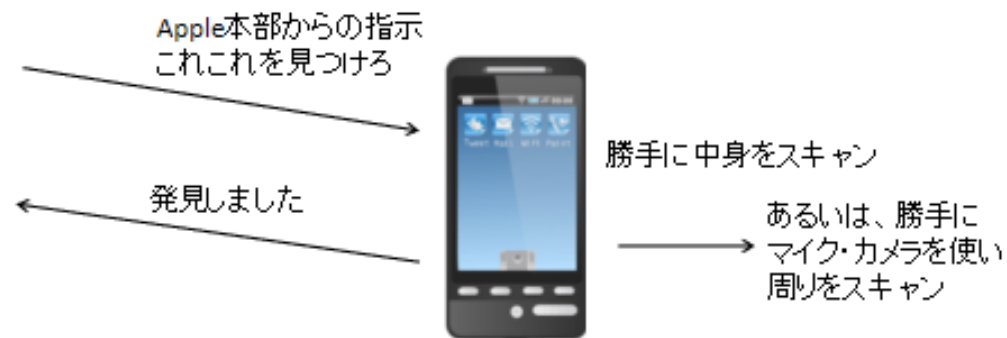 Apple本部からの指示
これこれを見つけろ
勝手に中身をスキャン
発見しました
あるいは、勝手に
マイク・カメラを使い
周りをスキャン